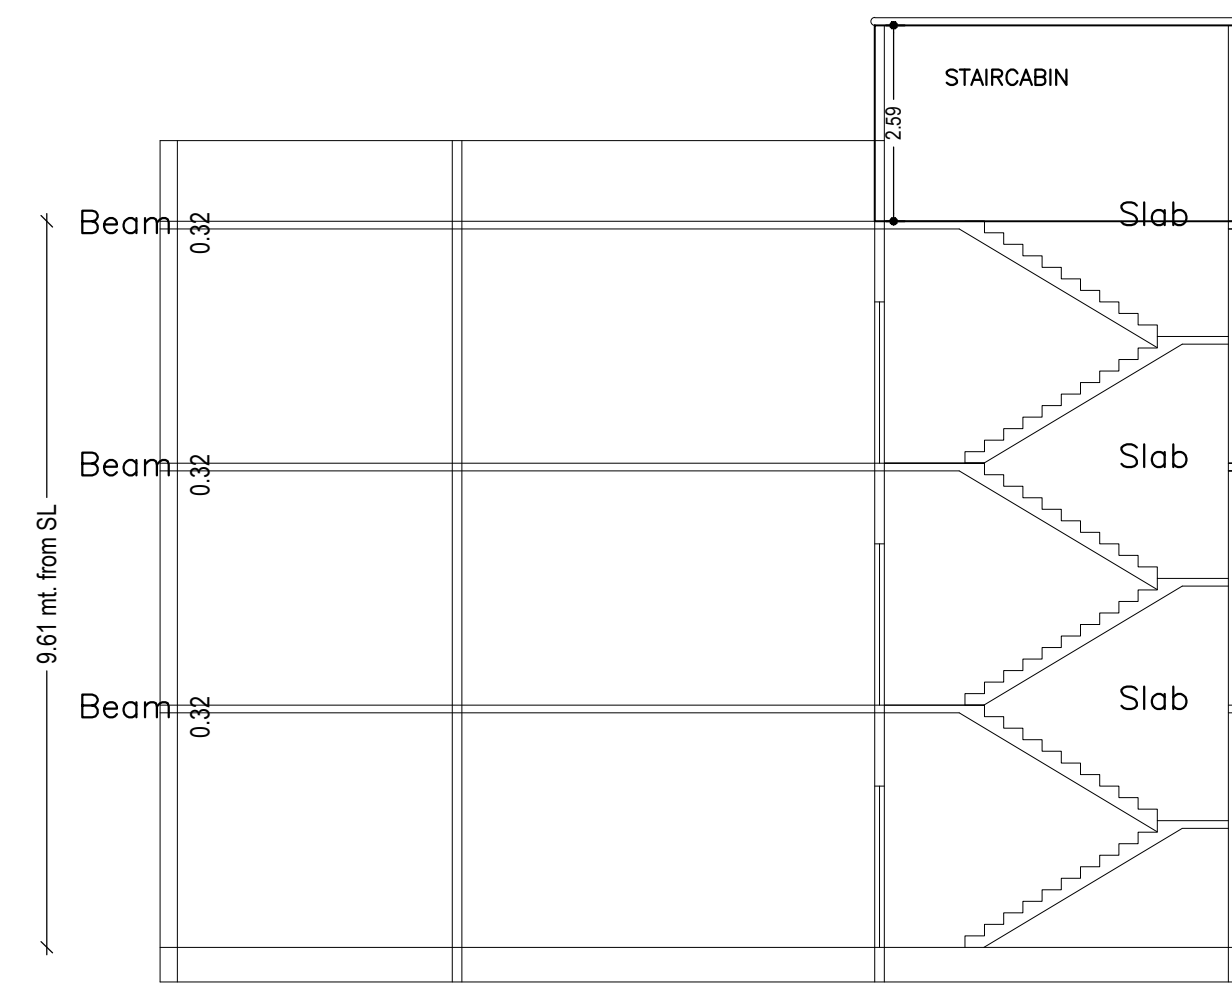 STAIRCABIN
2.59
Beam
0.32
Slab
Beam
0.32
Slab
9.61 mt. from SL
Beam
0.32
Slab